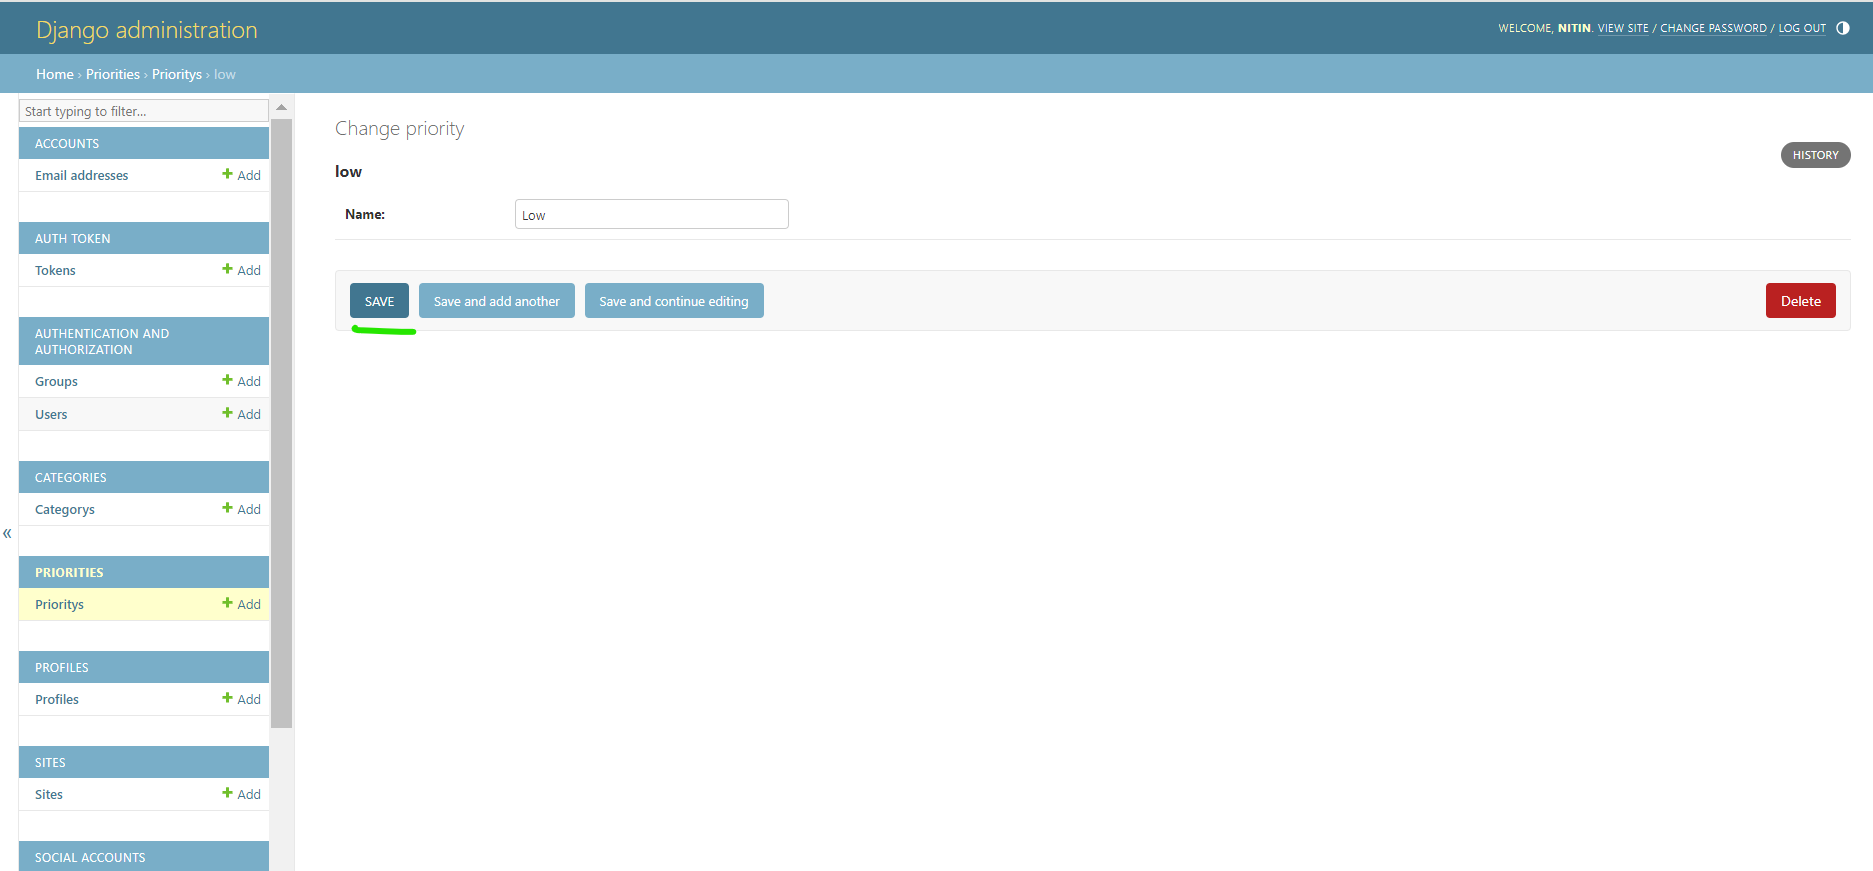 Django administration
WELCOME, NITIN. VIEW SITE / CHANGE PASSWORD / LOG OUT
Home › Priorities › Prioritys › low
Start typing to filter...
ACCOUNTS
Email addresses + Add
AUTH TOKEN
Tokens + Add
AUTHENTICATION AND
AUTHORIZATION
Groups + Add
Users + Add
CATEGORIES
Categorys + Add
«
PRIORITIES
Prioritys + Add
PROFILES
Profiles + Add
SITES
Sites + Add
SOCIAL ACCOUNTS
Change priority
HISTORY
low
Name: Low
SAVE Save and add another Save and continue editing Delete